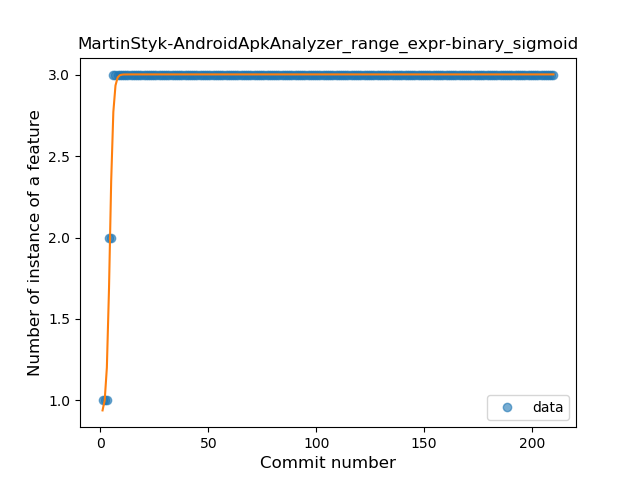 MartinStyk-AndroidApkAnalyzer_range_expr-binary_sigmoid
Number of instance of a feature
3.0
2.5
2.0
1.5
1.0
data
0
50
100
150
200
Commit number